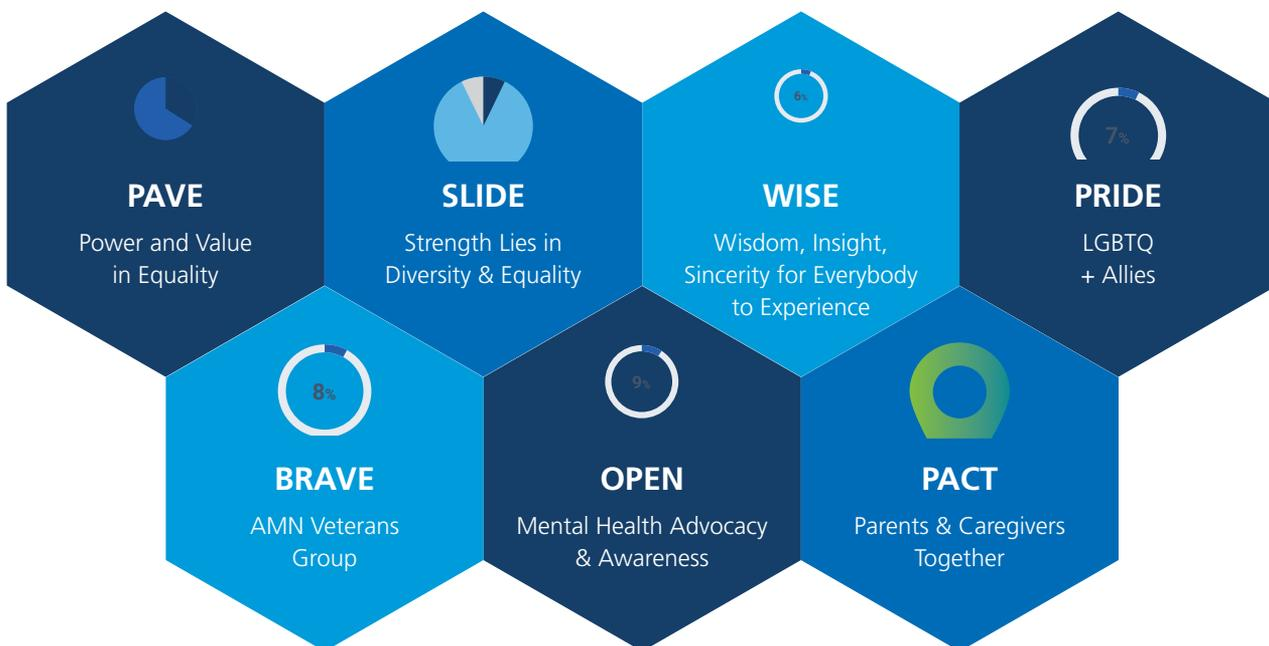 6%
7%
PAVE
SLIDE
WISE
PRIDE
Power and Value
in Equality
Strength Lies in
Diversity & Equality
Wisdom, Insight,
Sincerity for Everybody
to Experience
LGBTQ
+ Allies
8%
9%
BRAVE
OPEN
PACT
AMN Veterans
Group
Mental Health Advocacy
& Awareness
Parents & Caregivers
Together